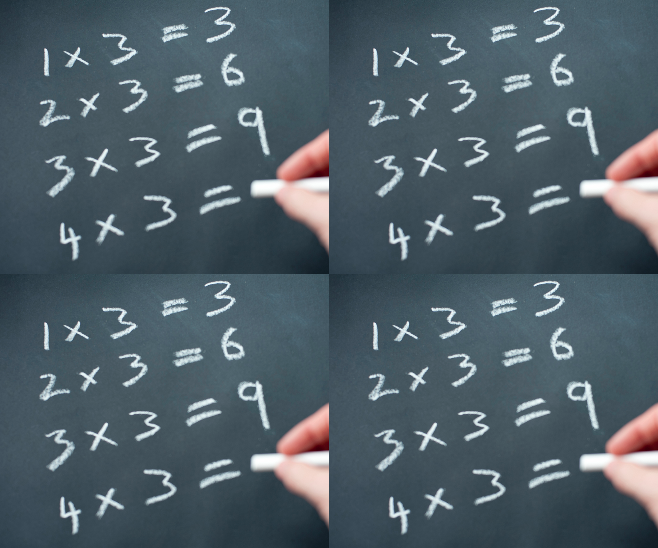 1 × 3 = 3
2 × 3 = 6
3 × 3 = 9
4 × 3 =
1 × 3 = 3
2 × 3 = 6
3 × 3 = 9
4 × 3 =
1 × 3 = 3
2 × 3 = 6
3 × 3 = 9
4 × 3 =
1 × 3 = 3
2 × 3 = 6
3 × 3 = 9
4 × 3 =